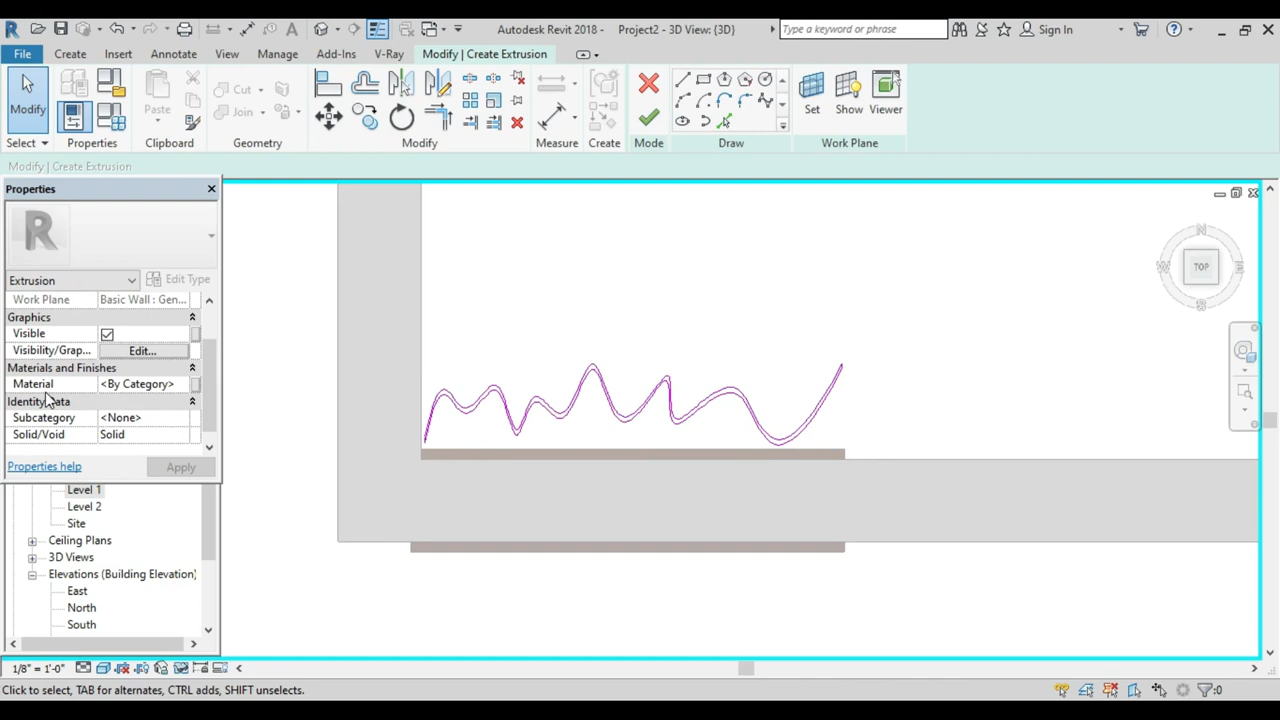 Autodesk Revit 2018 - Project2 - 3D View: {3D}
Type a keyword or phrase
Sign In
File Create Insert Annotate View Manage Add-Ins V-Ray Modify | Create Extrusion
Modify
Paste
Cut
Join
Set Show Viewer
Select Properties Clipboard Geometry Modify Measure Create Mode Draw Work Plane
Modify | Create Extrusion
Properties
R
Extrusion
Edit Type
Work Plane Basic Wall : Gen...
Graphics
Visible
Visibility/Grap... Edit...
Materials and Finishes
Material <By Category>
Identity Data
Subcategory <None>
Solid/Void Solid
Properties help
Apply
Level 1
Level 2
Site
Ceiling Plans
3D Views
Elevations (Building Elevation)
East
North
South
N
W TOP E
S
1/8" = 1'-0"
Click to select, TAB for alternates, CTRL adds, SHIFT unselects.
:0